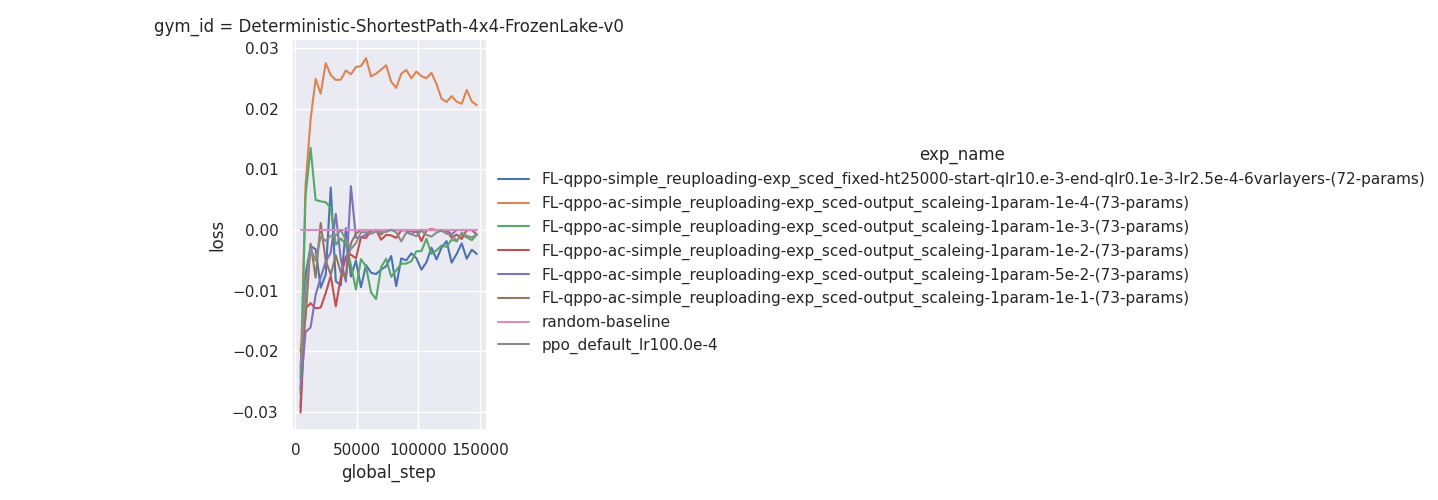 gym_id = Deterministic-ShortestPath-4x4-FrozenLake-v0
0.03
0.02
0.01
0.00
−0.01
−0.02
−0.03
loss
0
50000
100000
150000
global_step
exp_name
FL-qppo-simple_reuploading-exp_sced_fixed-ht25000-start-qlr10.e-3-end-qlr0.1e-3-lr2.5e-4-6varlayers-(72-params)
FL-qppo-ac-simple_reuploading-exp_sced-output_scaleing-1param-1e-4-(73-params)
FL-qppo-ac-simple_reuploading-exp_sced-output_scaleing-1param-1e-3-(73-params)
FL-qppo-ac-simple_reuploading-exp_sced-output_scaleing-1param-1e-2-(73-params)
FL-qppo-ac-simple_reuploading-exp_sced-output_scaleing-1param-5e-2-(73-params)
FL-qppo-ac-simple_reuploading-exp_sced-output_scaleing-1param-1e-1-(73-params)
random-baseline
ppo_default_lr100.0e-4